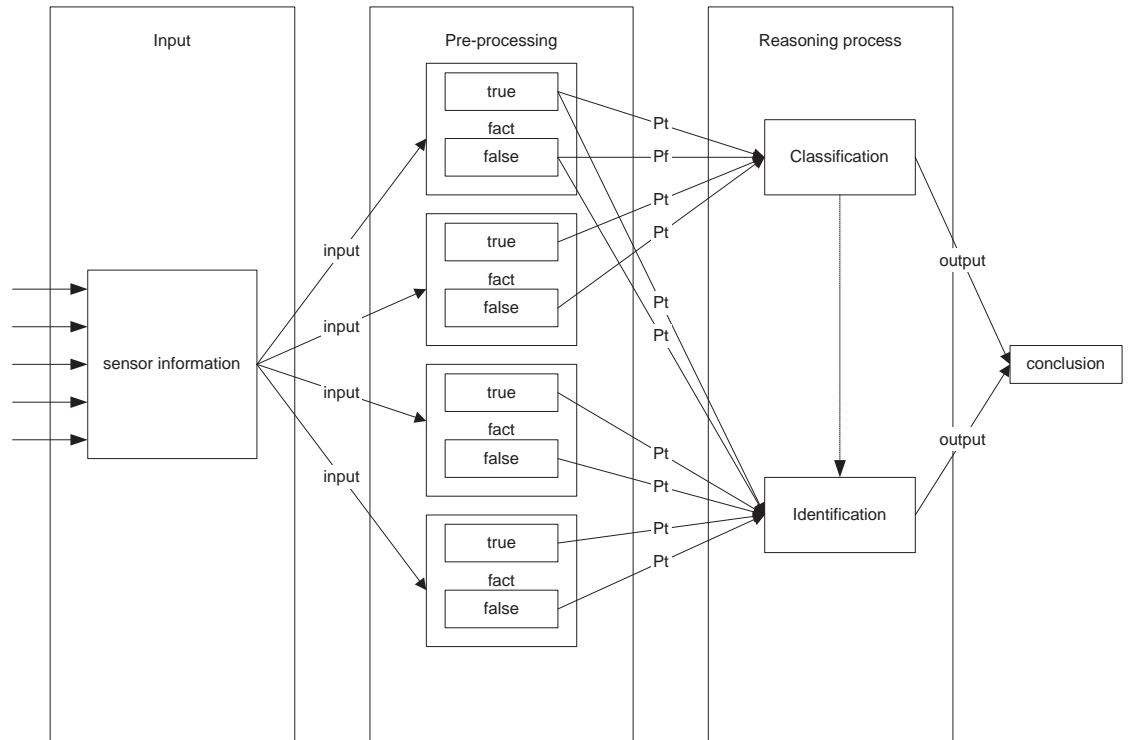 Input
Pre-processing
Reasoning process
true
fact
false
true
fact
false
true
fact
false
true
fact
false
sensor information
input
input
input
input
Pt
Pf
Pt
Pt
Pt
Pt
Pt
Pt
Pt
Pt
Classification
Identification
output
output
conclusion